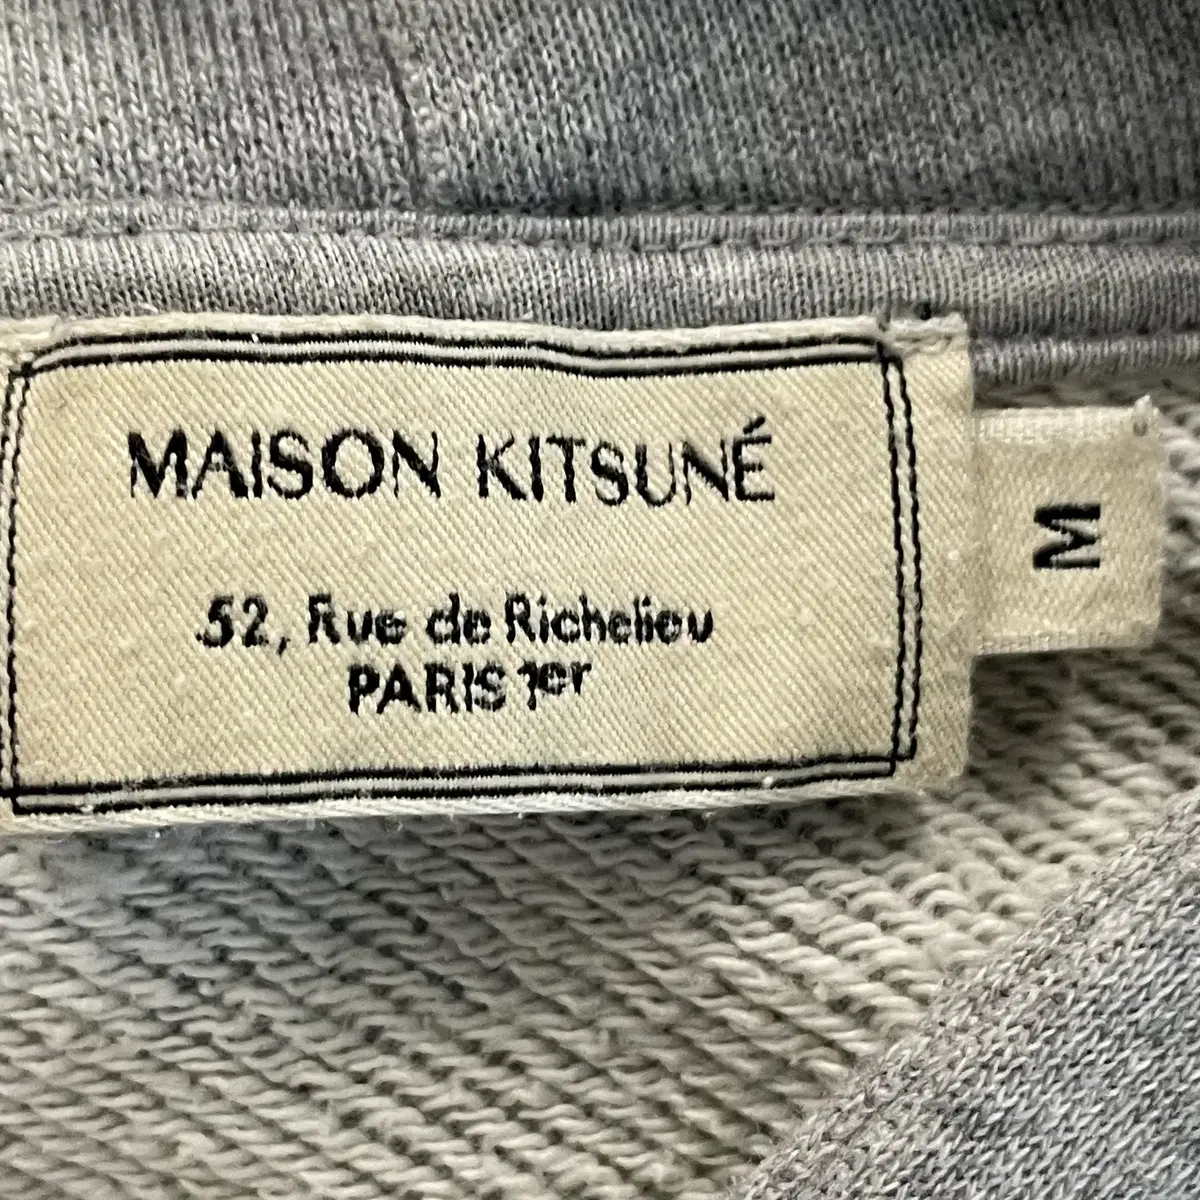 MAISON KITSUNÉ
52, Rue de Richelieu
PARIS 1er
M